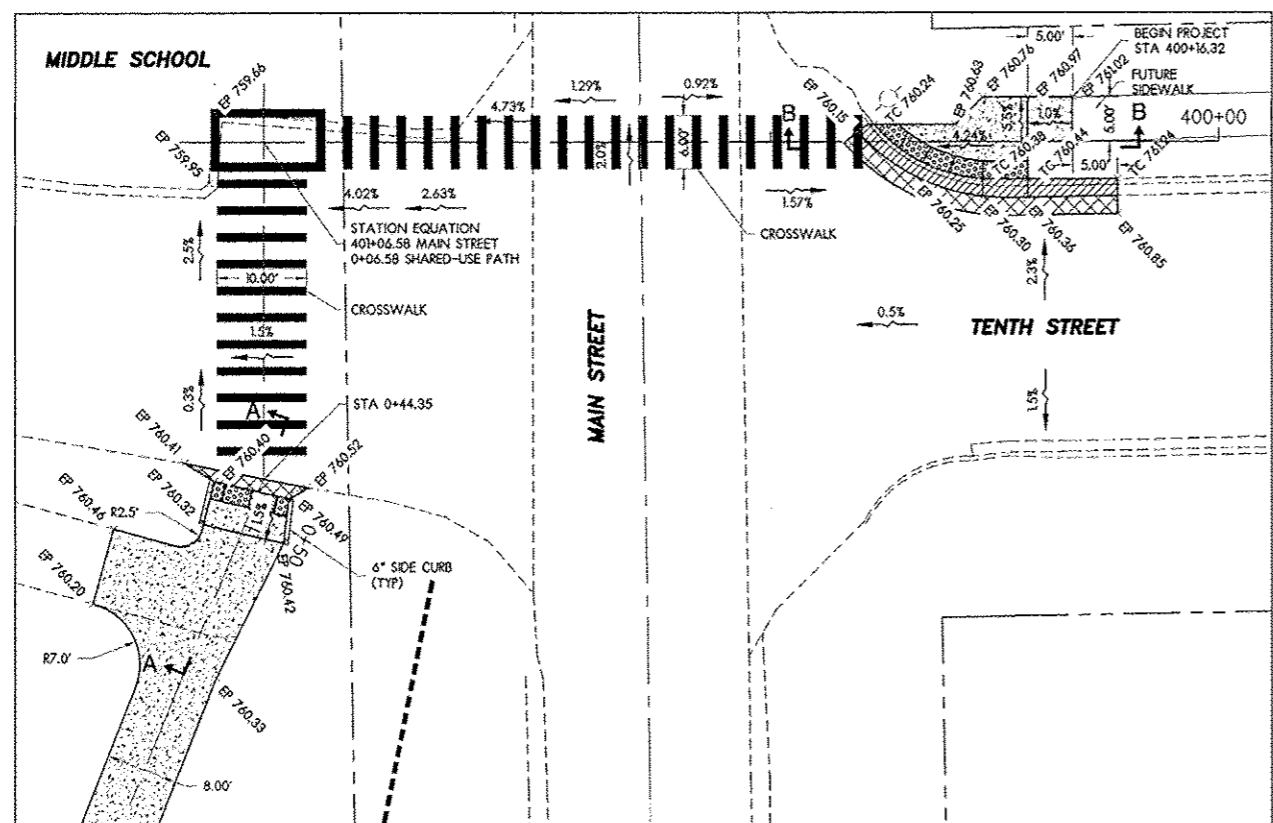 MIDDLE SCHOOL
EP 759.66
EP 759.95
4.73%
1.29%
0.92%
2.0%
6.00'
B
EP 760.15
TC 760.24
EP 760.63
EP 760.76
EP 760.97
EP 761.02
5.00'
BEGIN PROJECT
STA 400+16.32
FUTURE
SIDEWALK
5.5%
1.0%
5.00'
B
400+00
4.24%
TC 760.38
TC 760.44
5.00'
TC 761.24
4.02%
2.63%
1.57%
CROSSWALK
STATION EQUATION
401+06.58 MAIN STREET
0+06.58 SHARED-USE PATH
EP 760.25
EP 760.30
EP 760.36
EP 760.85
2.5%
10.00'
CROSSWALK
1.5%
0.3%
A
STA 0+44.35
MAIN STREET
0.5%
2.3%
TENTH STREET
1.5%
EP 760.41
EP 760.40
EP 760.52
EP 760.32
EP 760.46
R2.5'
1.5%
EP 760.49
0+50
EP 760.42
6" SIDE CURB
(TYP)
EP 760.20
R7.0'
A
EP 760.33
8.00'